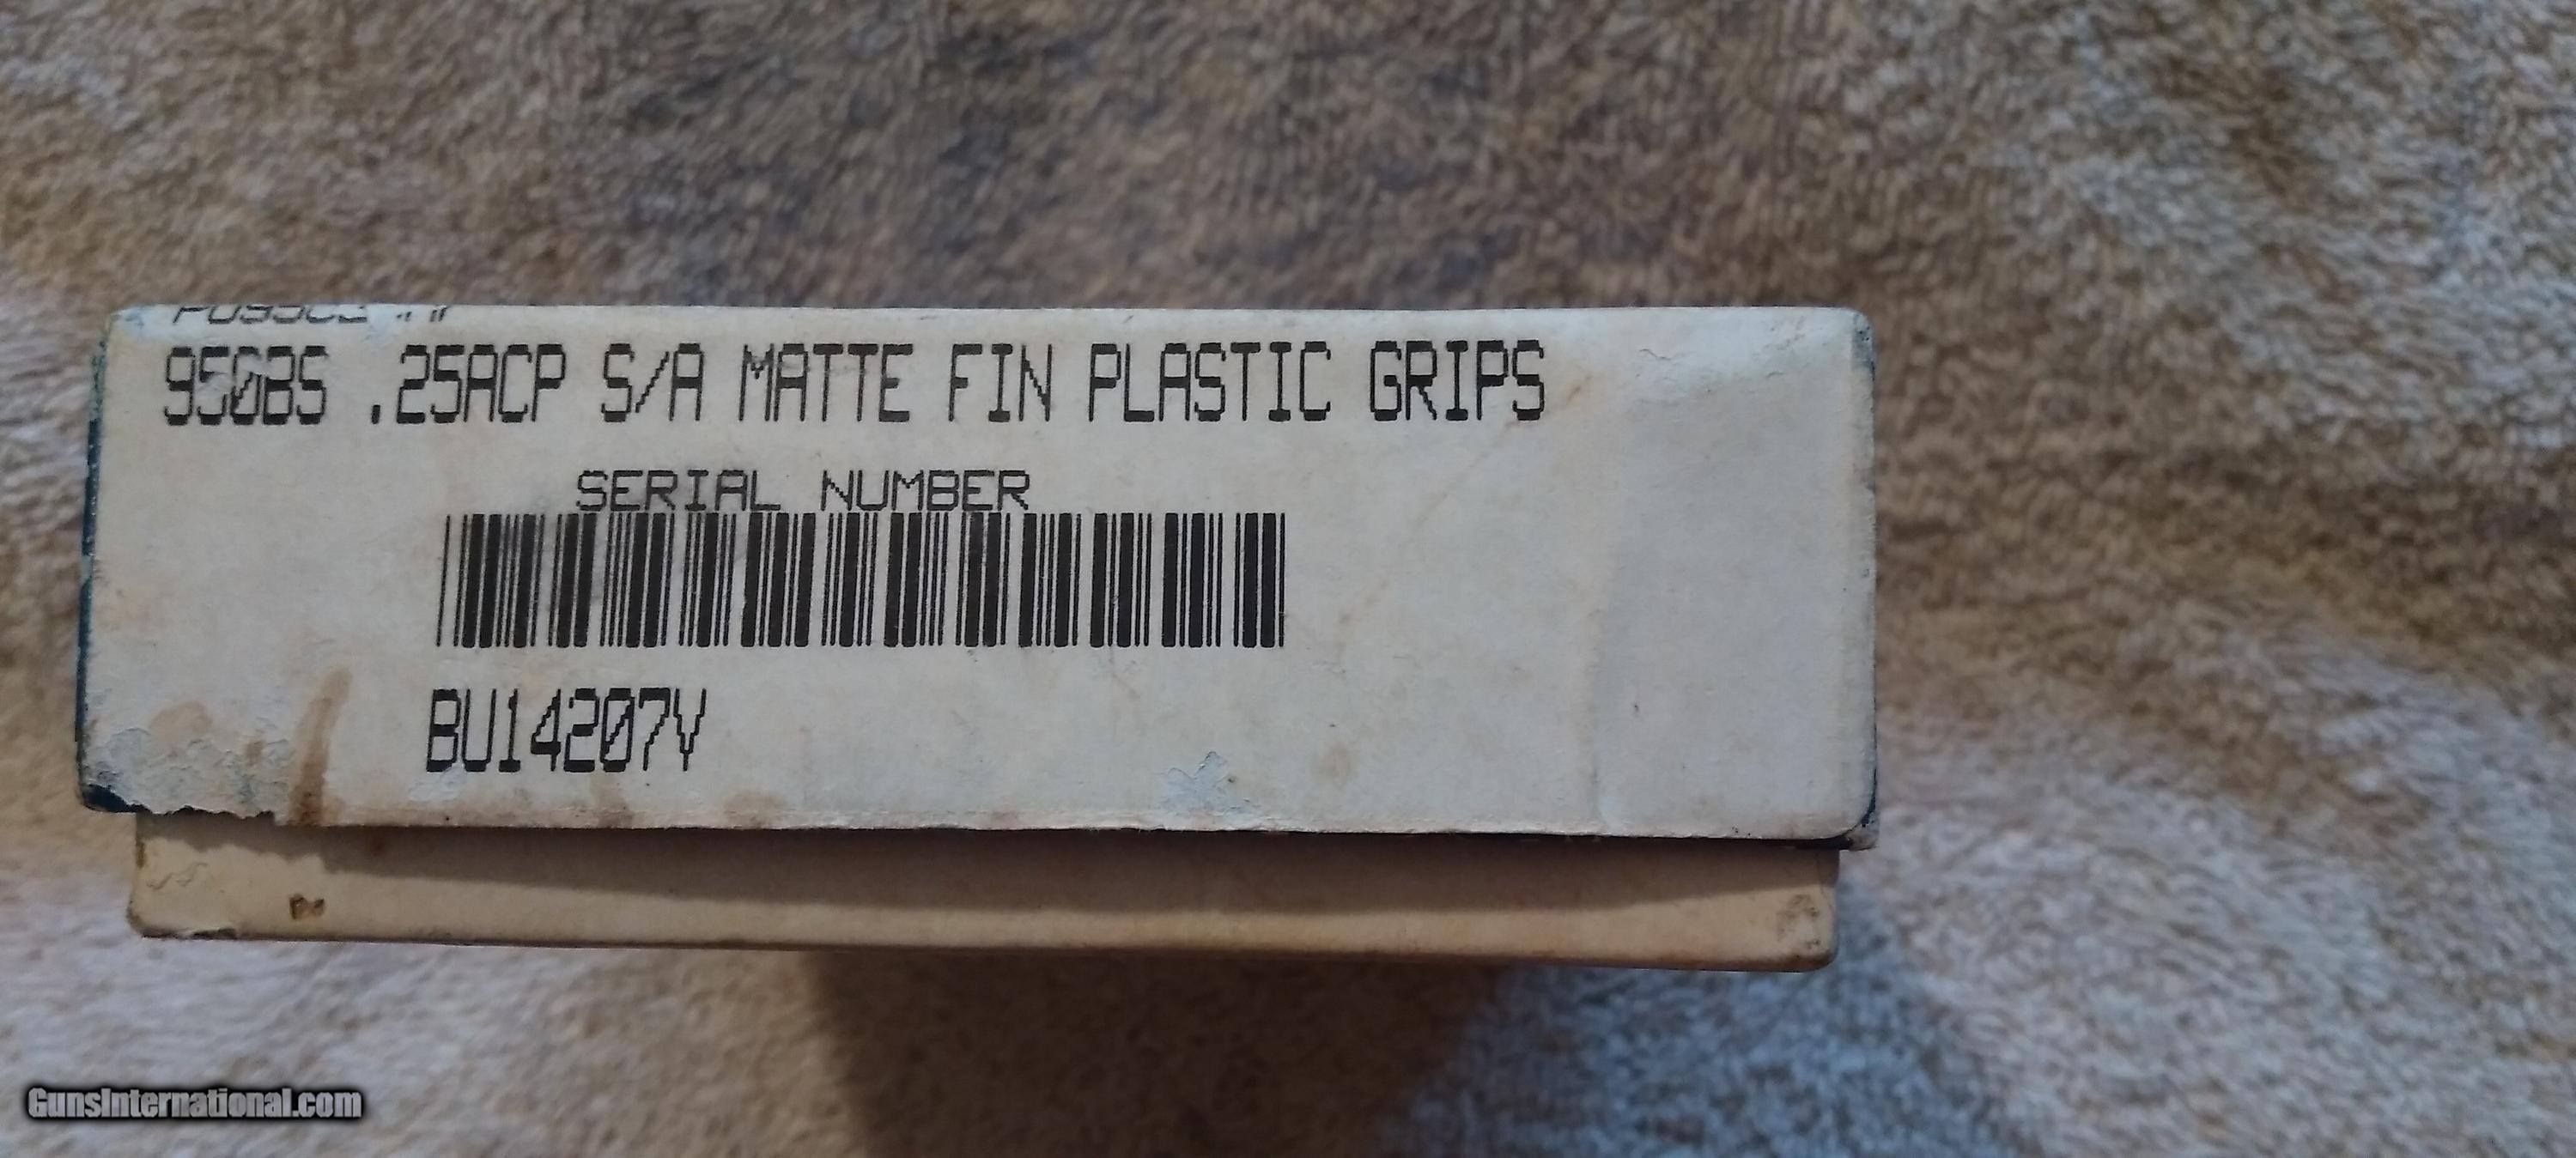 950BS .25ACP S/A MATTE FIN PLASTIC GRIPS
SERIAL NUMBER
BU14207V
GunsInternational.com